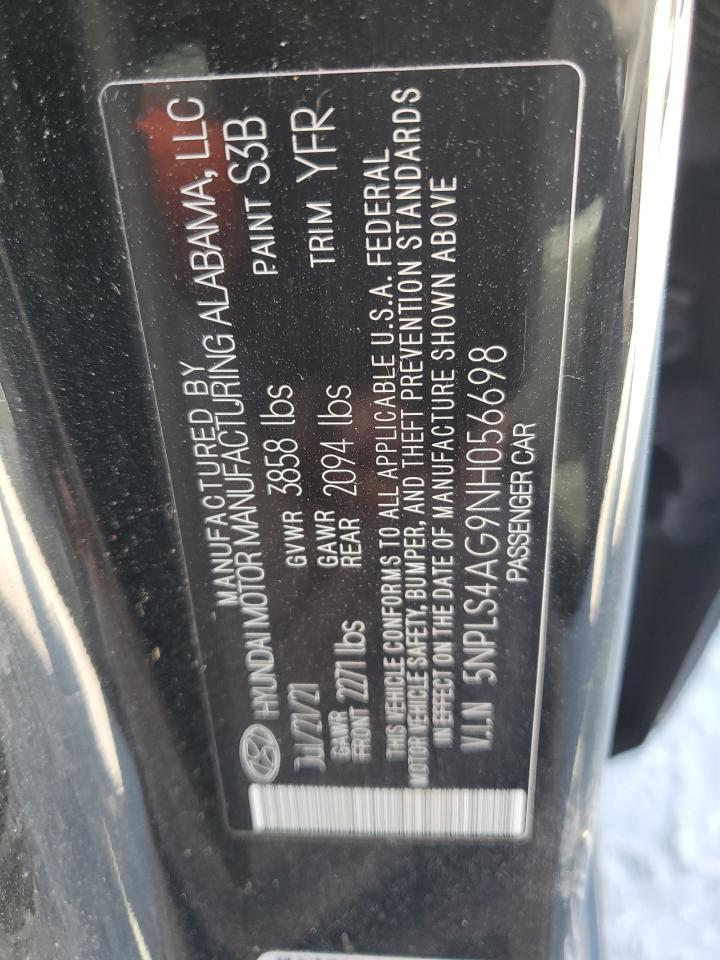 MANUFACTURED BY
HYUNDAI MOTOR MANUFACTURING ALABAMA, LLC
JUL/21/21 GVWR 3858 lbs PAINT S3B
GAWR FRONT 2271 lbs GAWR REAR 2094 lbs TRIM YFR
THIS VEHICLE CONFORMS TO ALL APPLICABLE U.S.A. FEDERAL
MOTOR VEHICLE SAFETY, BUMPER, AND THEFT PREVENTION STANDARDS
IN EFFECT ON THE DATE OF MANUFACTURE SHOWN ABOVE
V.I.N 5NPLS4AG9NH056698
PASSENGER CAR